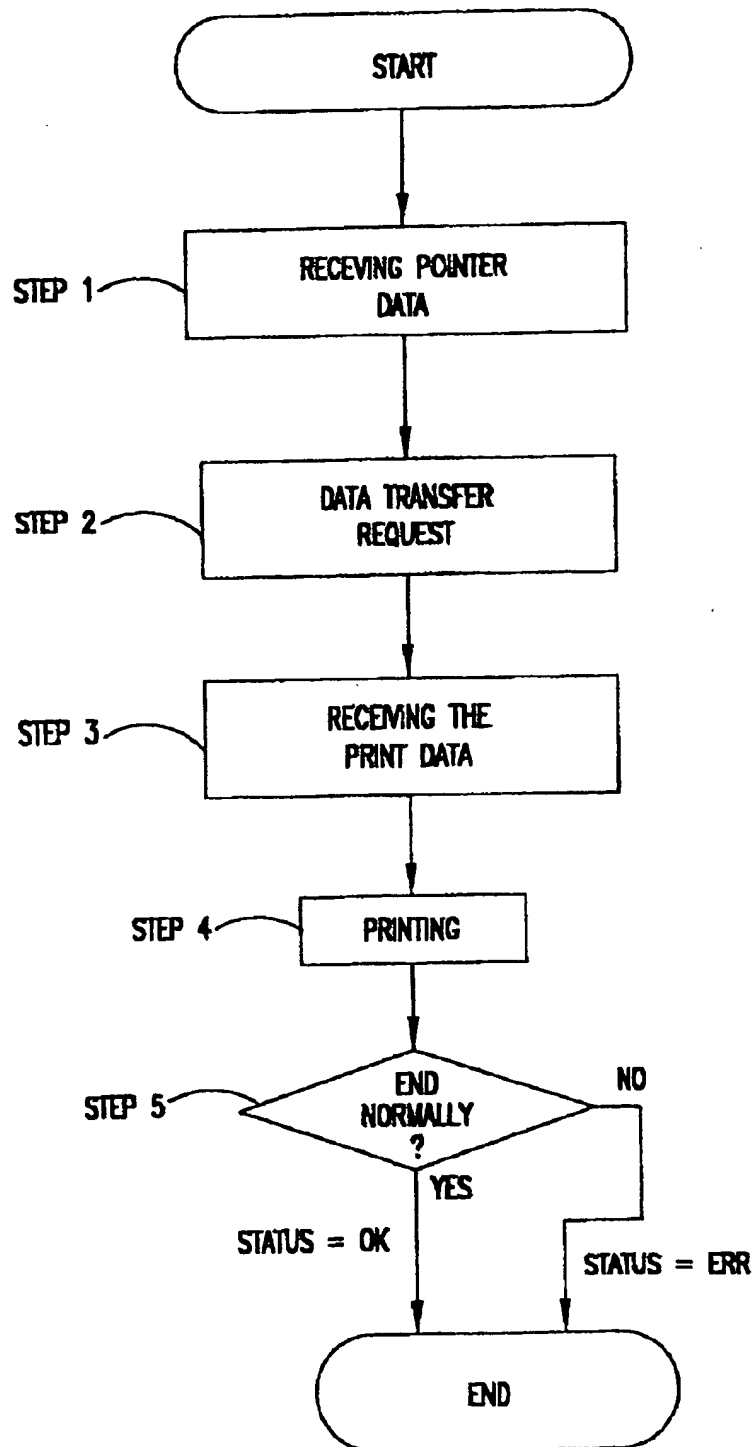 START
STEP 1
RECEVING POINTER
DATA
STEP 2
DATA TRANSFER
REQUEST
STEP 3
RECEIVING THE
PRINT DATA
STEP 4
PRINTING
STEP 5
END
NORMALLY
?
NO
YES
STATUS = OK
STATUS = ERR
END